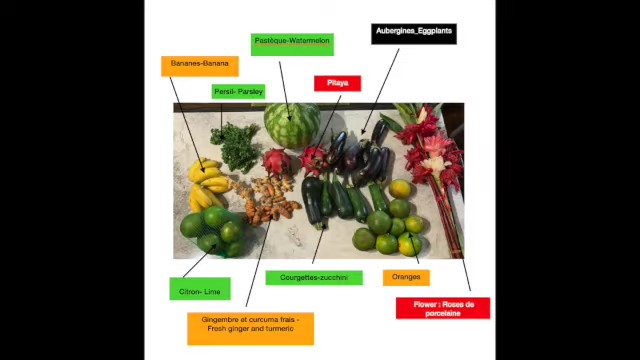 Aubergines_Eggplants
Pastèque-Watermelon
Bananes-Banana
Pitaya
Persil- Parsley
Courgettes-zucchini
Oranges
Citron- Lime
Flower : Roses de
porcelaine
Gingembre et curcuma frais -
Fresh ginger and turmeric